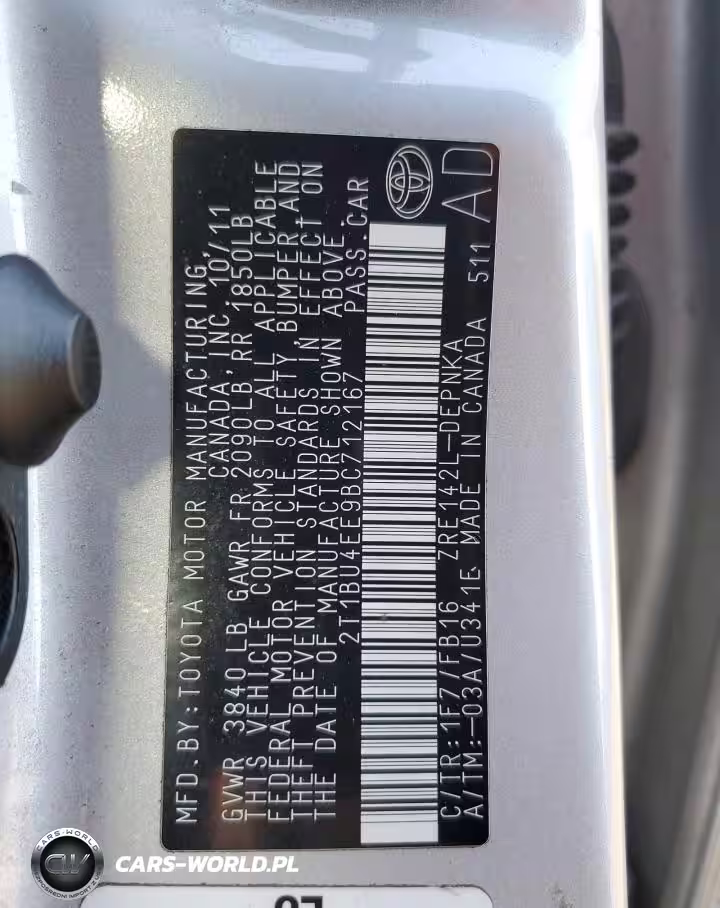 MFD.BY:TOYOTA MOTOR MANUFACTURING
CANADA, INC. 10/11
GVWR 3840 LB GAWR FR 2090LB,RR 1850LB
THIS VEHICLE CONFORMS TO ALL APPLICABLE
FEDERAL MOTOR VEHICLE SAFETY, BUMPER, AND
THEFT PREVENTION STANDARDS IN EFFECT ON
THE DATE OF MANUFACTURE SHOWN ABOVE.
2T1BU4EE9BC712167 PASS.CAR
C/TR:1F7/FB16 ZRE142L-DEPNKA
A/TM:-03A/U341E MADE IN CANADA 511 AD
CARS-WORLD
CW
CARS-WORLD.PL